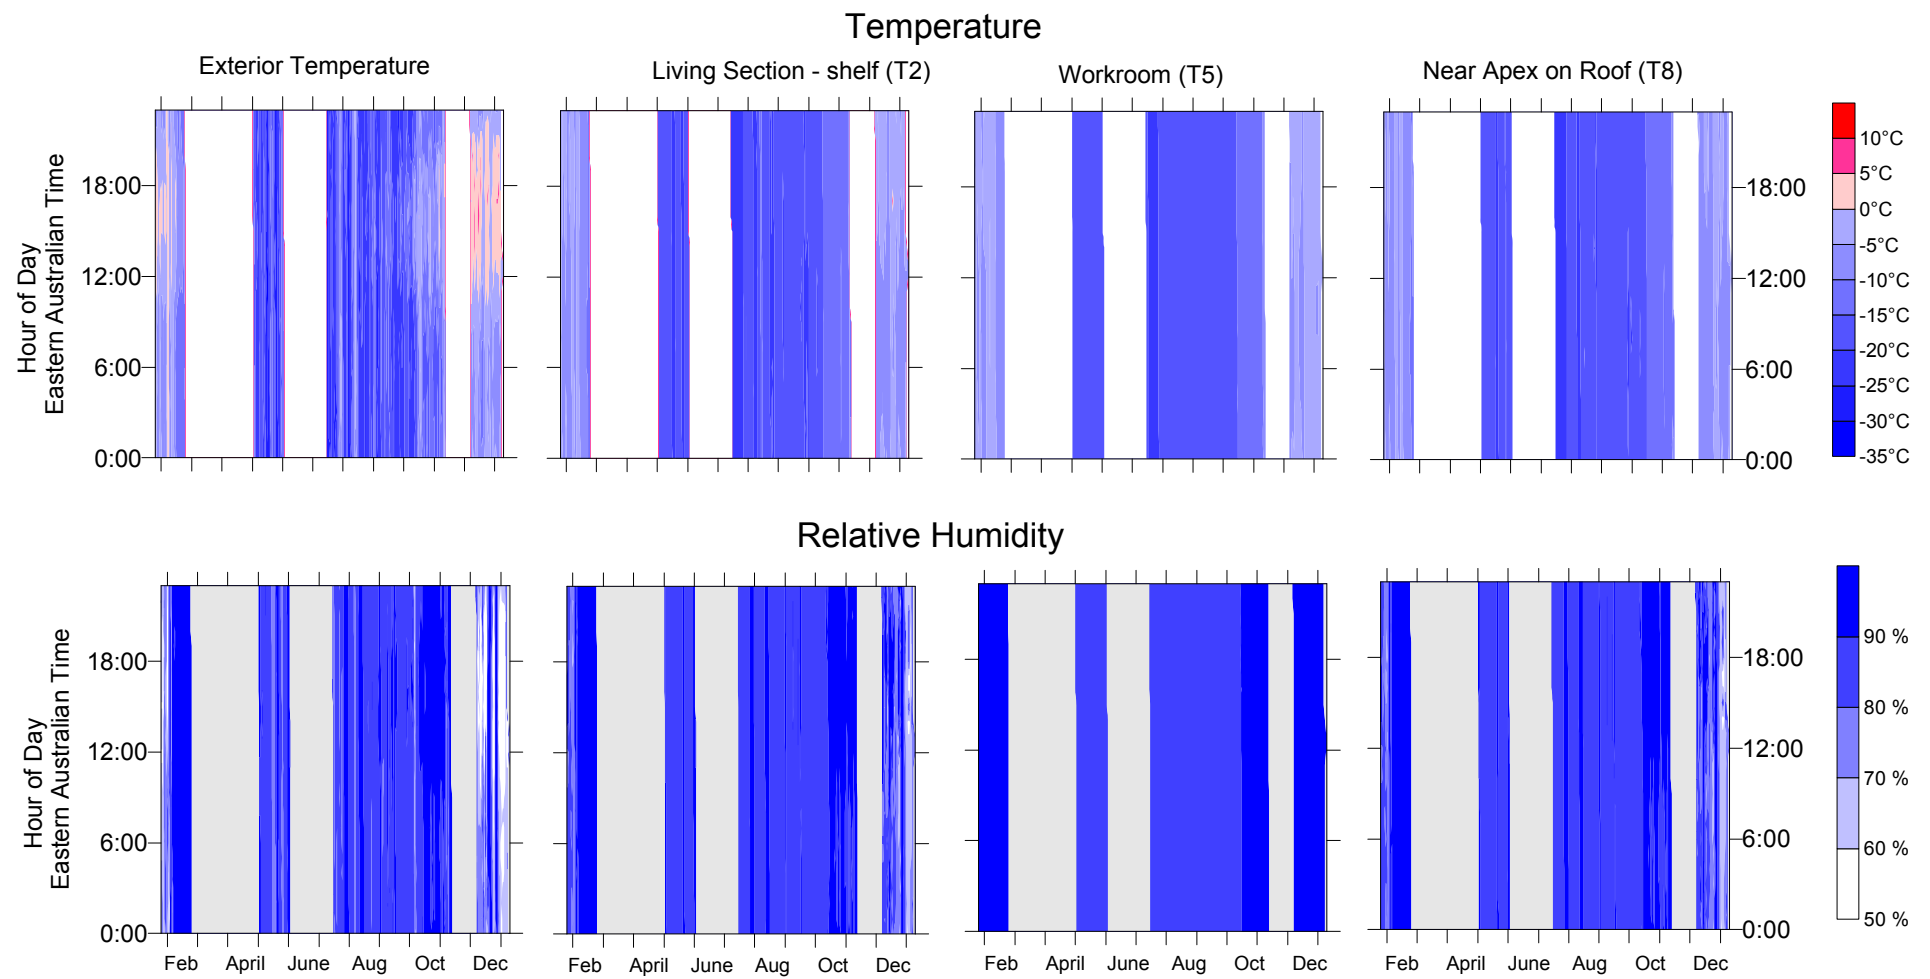 Temperature
Exterior Temperature
Living Section - shelf (T2)
Workroom (T5)
Near Apex on Roof (T8)
Hour of Day
Eastern Australian Time
18:00
12:00
6:00
0:00
18:00
12:00
6:00
0:00
10°C
5°C
0°C
-5°C
-10°C
-15°C
-20°C
-25°C
-30°C
-35°C
Relative Humidity
Hour of Day
Eastern Australian Time
18:00
12:00
6:00
0:00
18:00
12:00
6:00
0:00
90 %
80 %
70 %
60 %
50 %
Feb April June Aug Oct Dec
Feb April June Aug Oct Dec
Feb April June Aug Oct Dec
Feb April June Aug Oct Dec